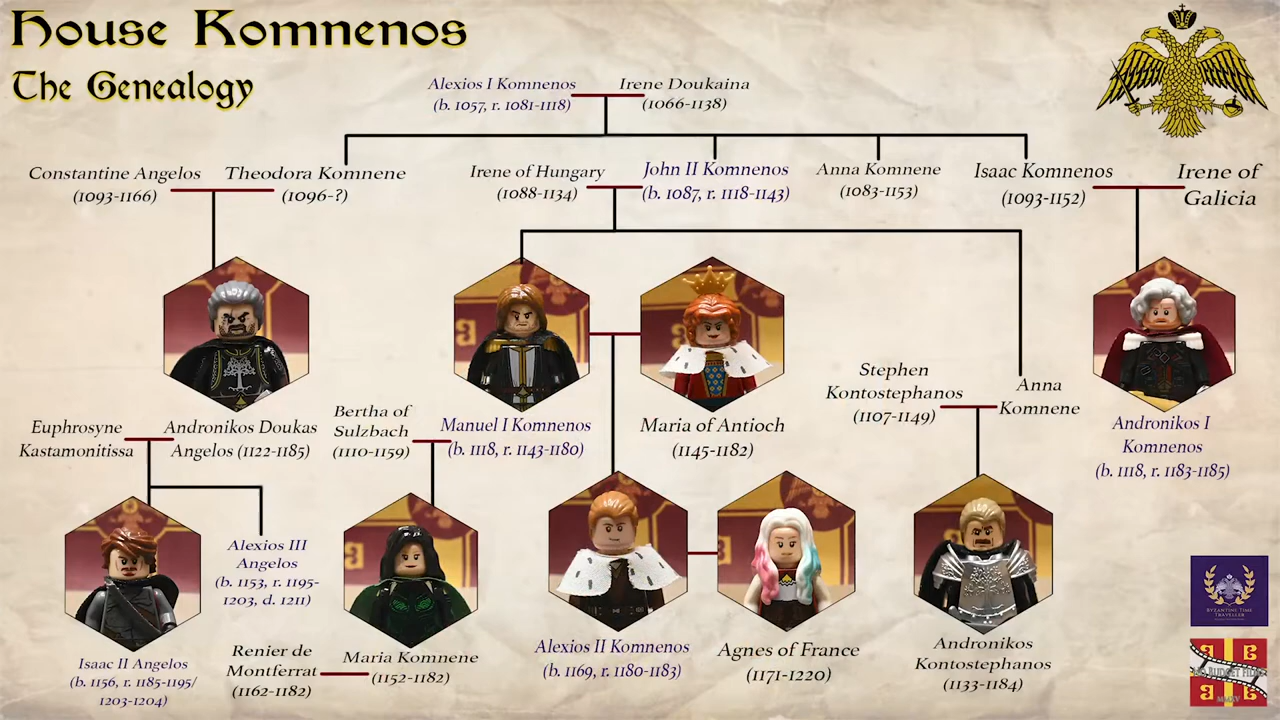 House Komnenos
The Genealogy
Alexios I Komnenos
(b. 1057, r. 1081-1118)
Irene Doukaina
(1066-1138)
Constantine Angelos
(1093-1166)
Theodora Komnene
(1096-?)
Irene of Hungary
(1088-1134)
John II Komnenos
(b. 1087, r. 1118-1143)
Anna Komnene
(1083-1153)
Isaac Komnenos
(1093-1152)
Irene of
Galicia
Stephen
Kontostephanos
(1107-1149)
Anna
Komnene
Euphrosyne
Kastamonitissa
Andronikos Doukas
Angelos (1122-1185)
Bertha of
Sulzbach
(1110-1159)
Manuel I Komnenos
(b. 1118, r. 1143-1180)
Maria of Antioch
(1145-1182)
Andronikos I
Komnenos
(b. 1118, r. 1183-1185)
Alexios III
Angelos
(b. 1153, r. 1195-
1203, d. 1211)
Isaac II Angelos
(b. 1156, r. 1185-1195/
1203-1204)
Renier de
Montferrat
(1162-1182)
Maria Komnene
(1152-1182)
Alexios II Komnenos
(b. 1169, r. 1180-1183)
Agnes of France
(1171-1220)
Andronikos
Kontostephanos
(1133-1184)
BYZANTINE TIME
TRAVELLER
BUDGET FILMS